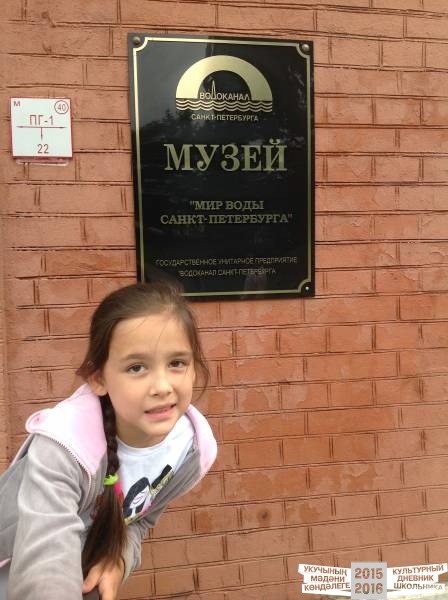 М
40
ПГ-1
22
ВОДОКАНАЛ
САНКТ-ПЕТЕРБУРГА
МУЗЕЙ
"МИР ВОДЫ
САНКТ-ПЕТЕРБУРГА"
ГОСУДАРСТВЕННОЕ УНИТАРНОЕ ПРЕДПРИЯТИЕ
"ВОДОКАНАЛ САНКТ-ПЕТЕРБУРГА
УКУЧЫНЫҢ
МӘДӘНИ
КӨНДӘЛЕГЕ
2015
2016
КУЛЬТУРНЫЙ
ДНЕВНИК
ШКОЛЬНИКА